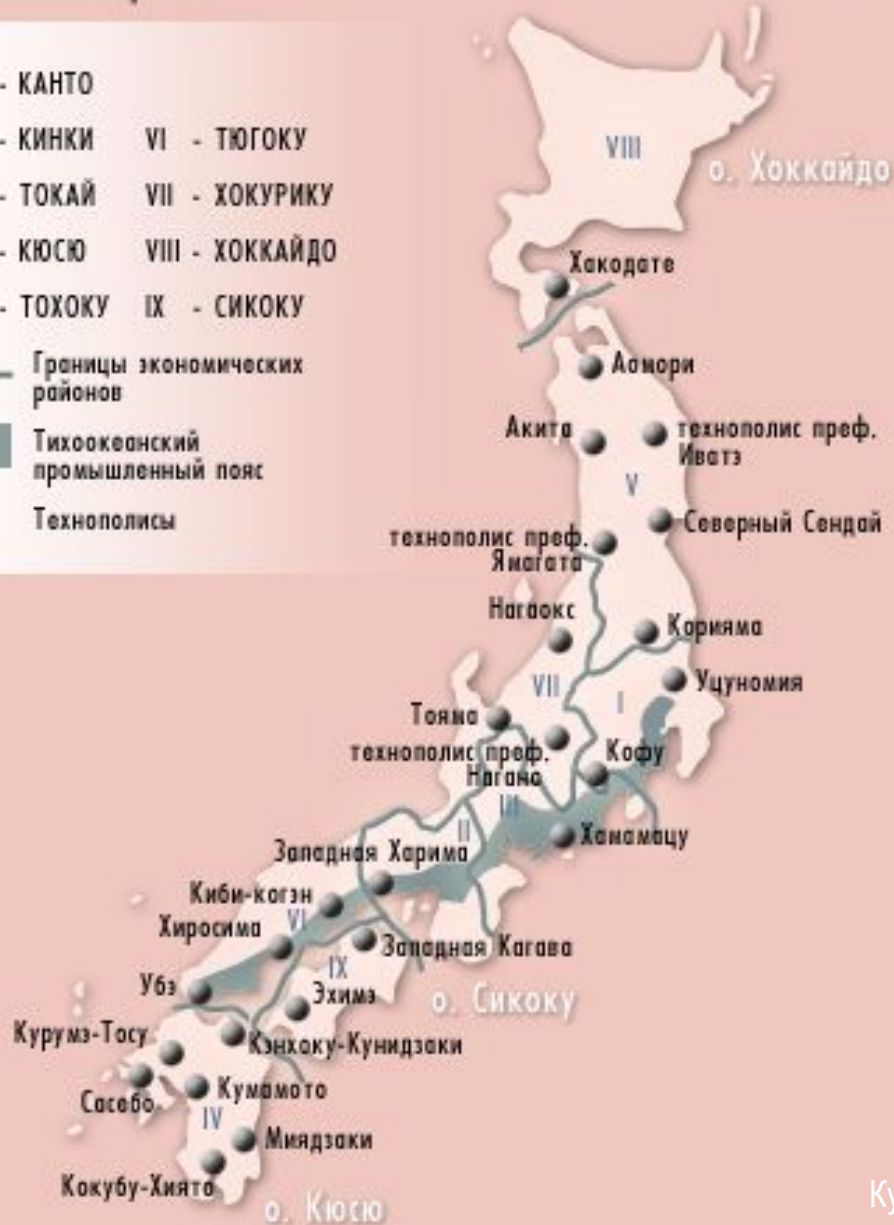 - КАНТО
- КИНКИ VI - ТЮГОКУ
- ТОКАЙ VII - ХОКУРИКУ
- КЮСЮ VIII - ХОККАЙДО
- ТОХОКУ IX - СИКОКУ
Границы экономических
районов
Тихоокеанский
промышленный пояс
Технополисы
VIII
о. Хоккайдо
Хакодате
Аомори
Акита
технополис преф.
Иватэ
V
Северный Сендай
технополис преф.
Ямагата
Нагаокс
Корияма
Уцуномия
VII
I
Тояма
технополис преф.
Нагано
Кофу
III
Хамамацу
II
Западная Харима
Киби-когэн
VI
Хиросима
Западная Кагава
IX
Убэ
Эхимэ
о. Сикоку
Курумэ-Тосу
Кэнхоку-Кунидзаки
Сасебо
Кумамото
IV
Миядзаки
Кокубу-Хиято
о. Кюсю
Ку